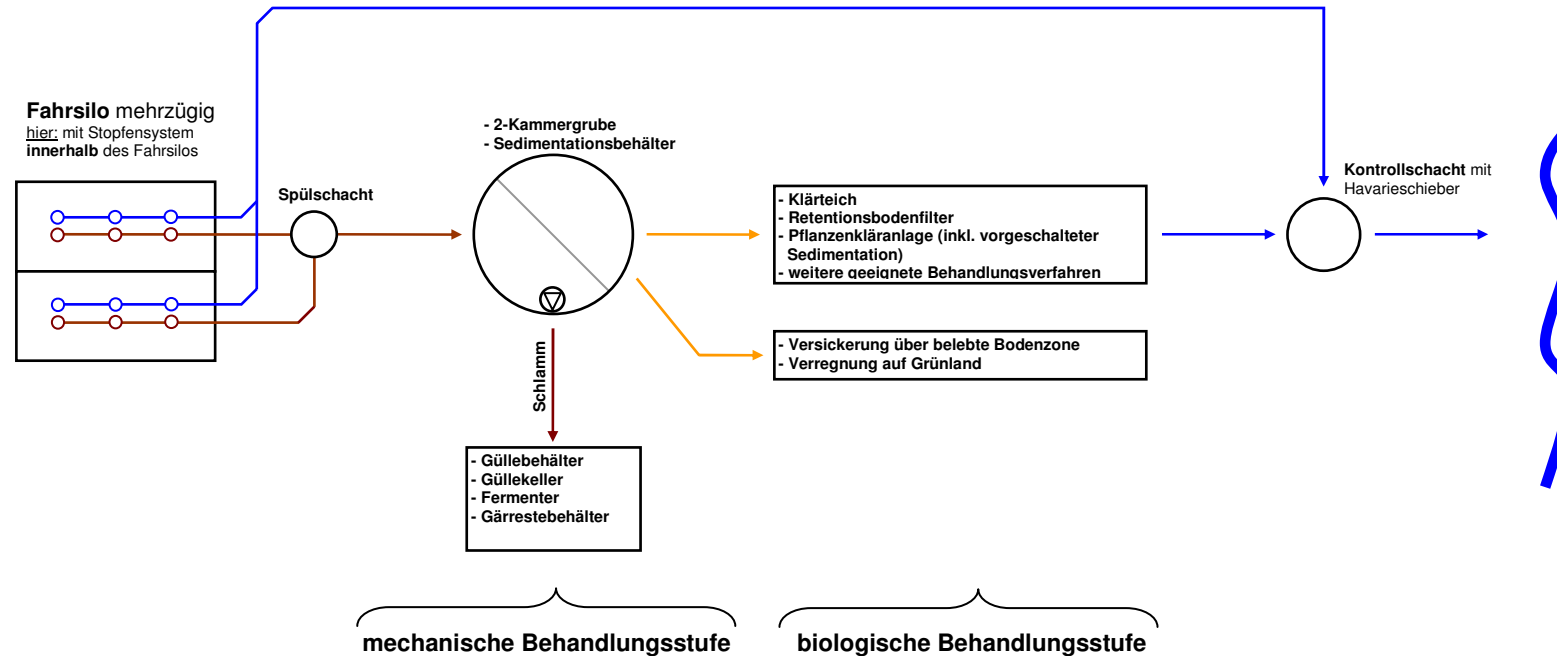 Fahrsilo mehrzügig
hier: mit Stopfensystem
innerhalb des Fahrsilos
Spülschacht
- 2-Kammergrube
- Sedimentationsbehälter
- Klärteich
- Retentionsbodenfilter
- Pflanzenkläranlage (inkl. vorgeschalteter
Sedimentation)
- weitere geeignete Behandlungsverfahren
Kontrollschacht mit
Havarieschieber
- Versickerung über belebte Bodenzone
- Verregnung auf Grünland
Schlamm
- Güllebehälter
- Güllekeller
- Fermenter
- Gärrestebehälter
mechanische Behandlungsstufe
biologische Behandlungsstufe